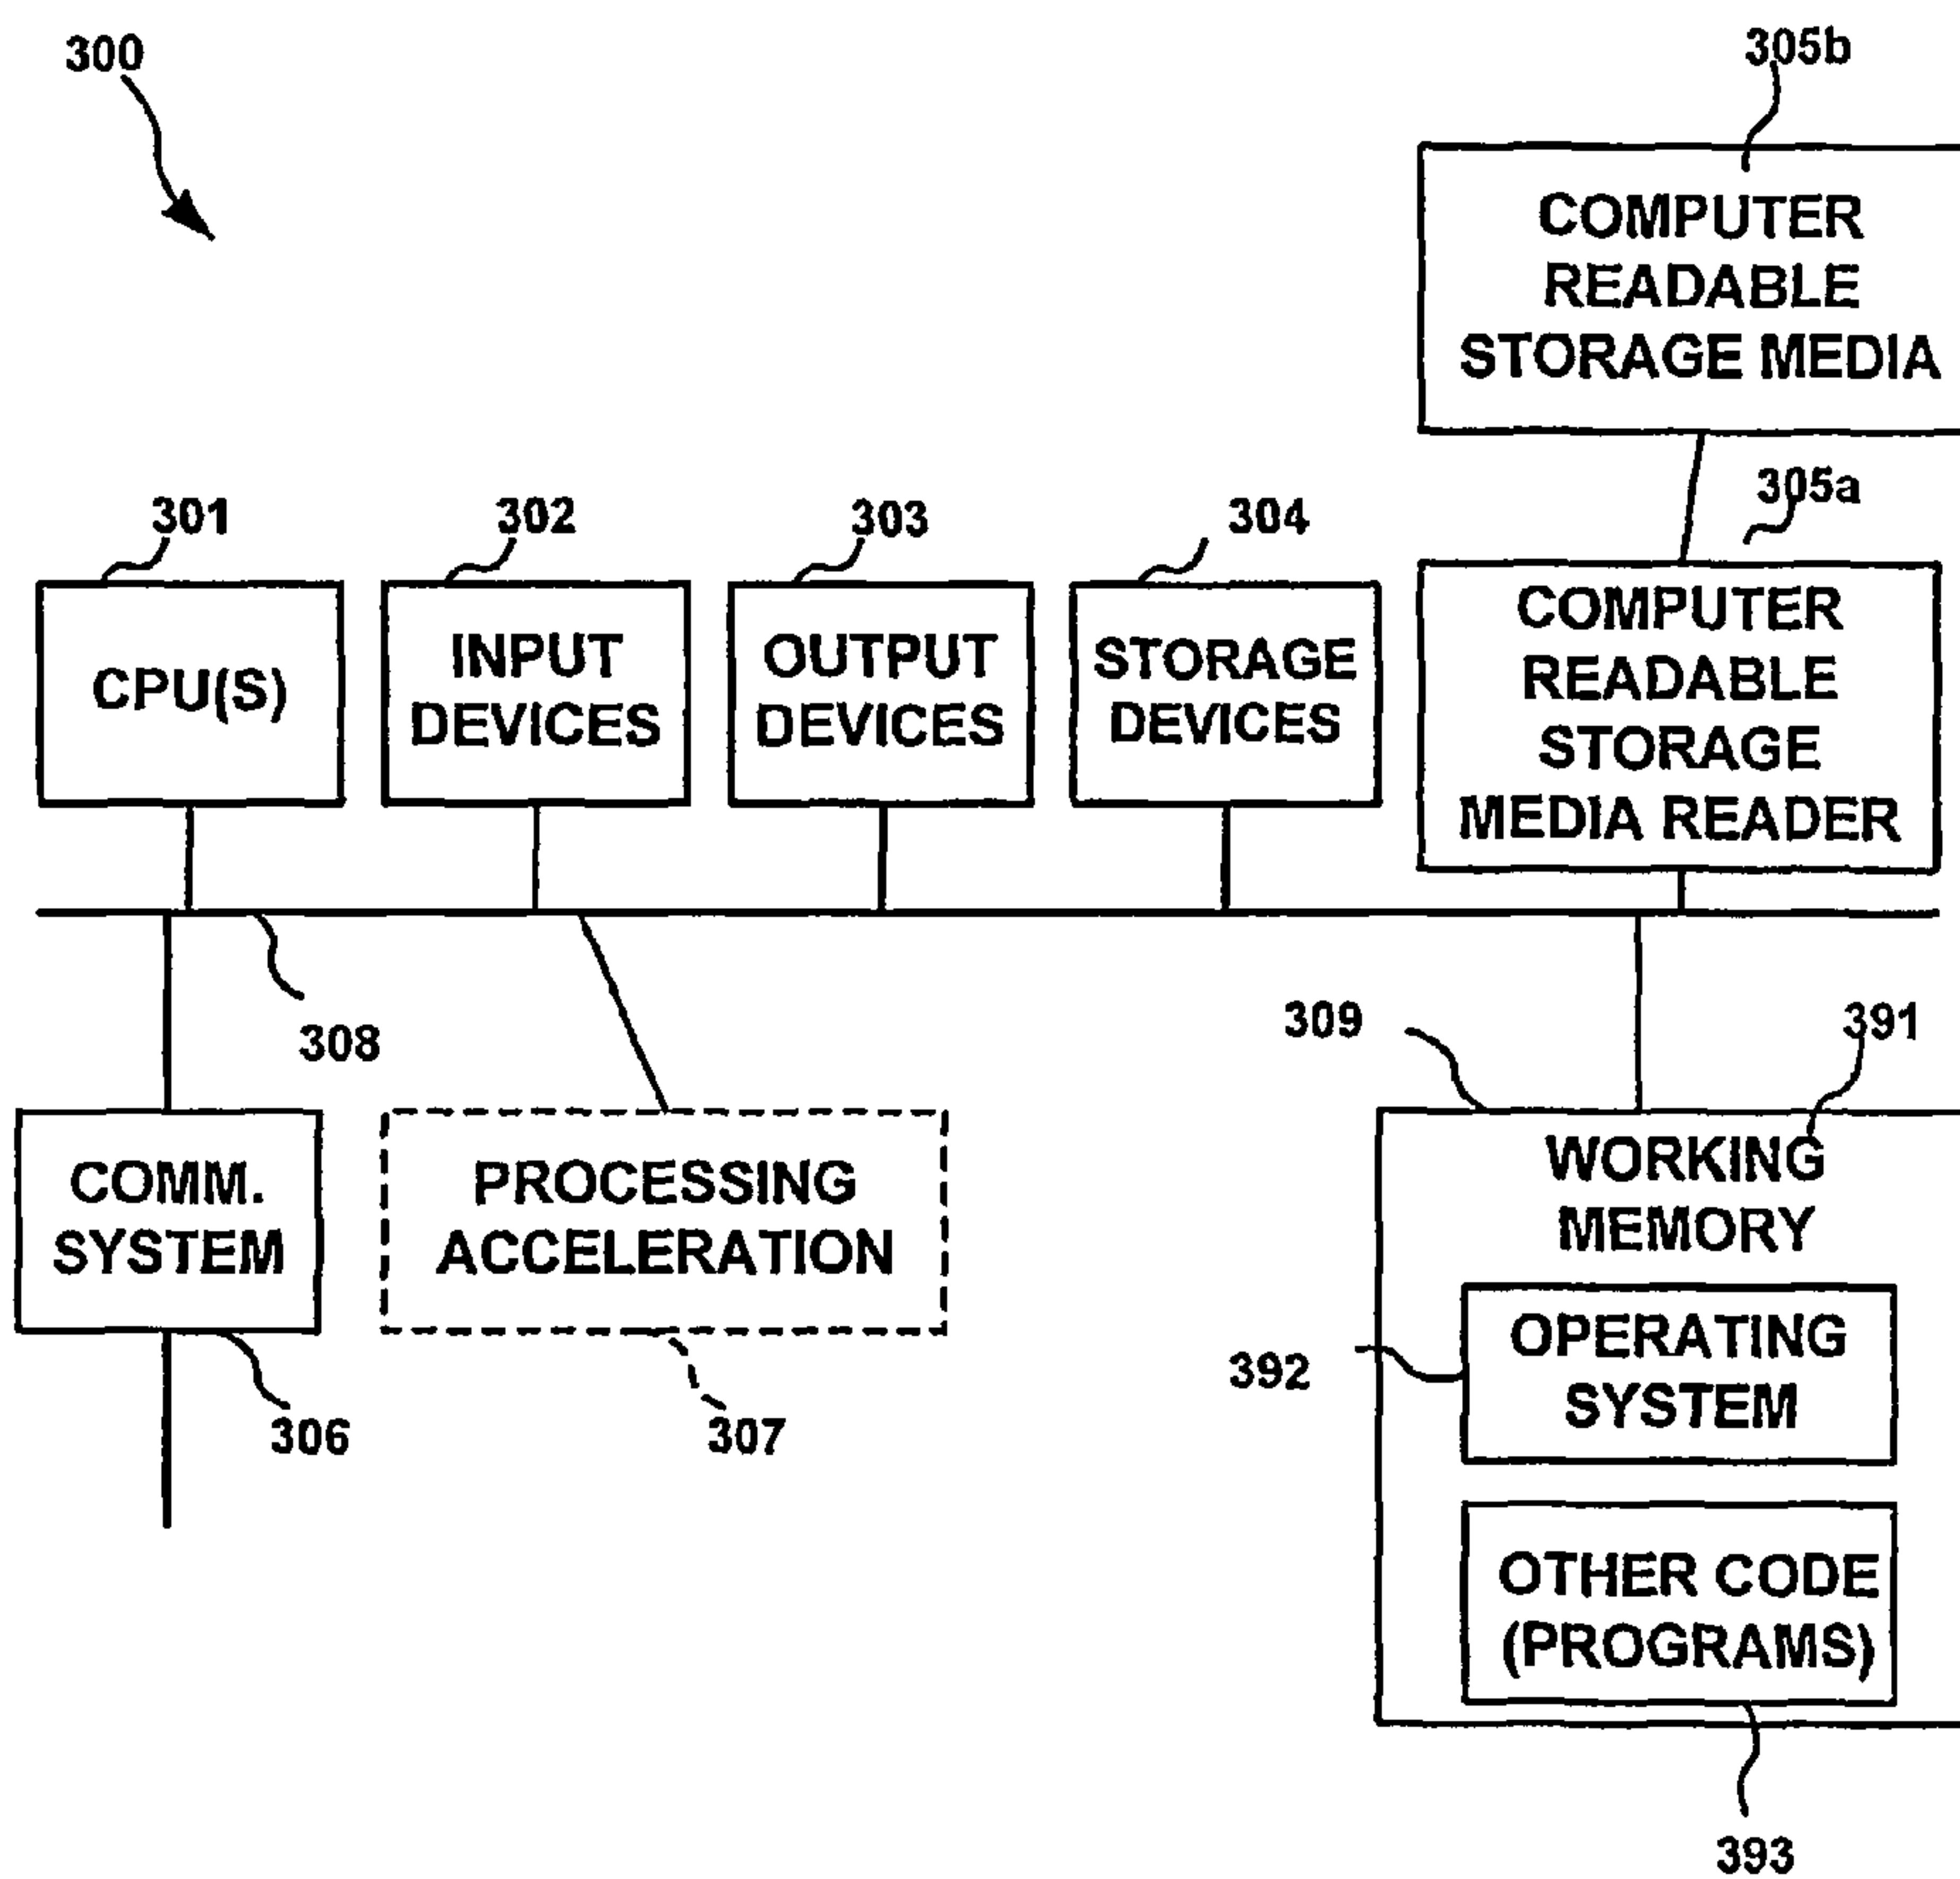 300
305b
COMPUTER
READABLE
STORAGE MEDIA
305a
301
302
303
304
CPU(S)
INPUT
DEVICES
OUTPUT
DEVICES
STORAGE
DEVICES
COMPUTER
READABLE
STORAGE
MEDIA READER
308
309
391
COMM.
SYSTEM
PROCESSING
ACCELERATION
WORKING
MEMORY
OPERATING
SYSTEM
392
306
307
OTHER CODE
(PROGRAMS)
393